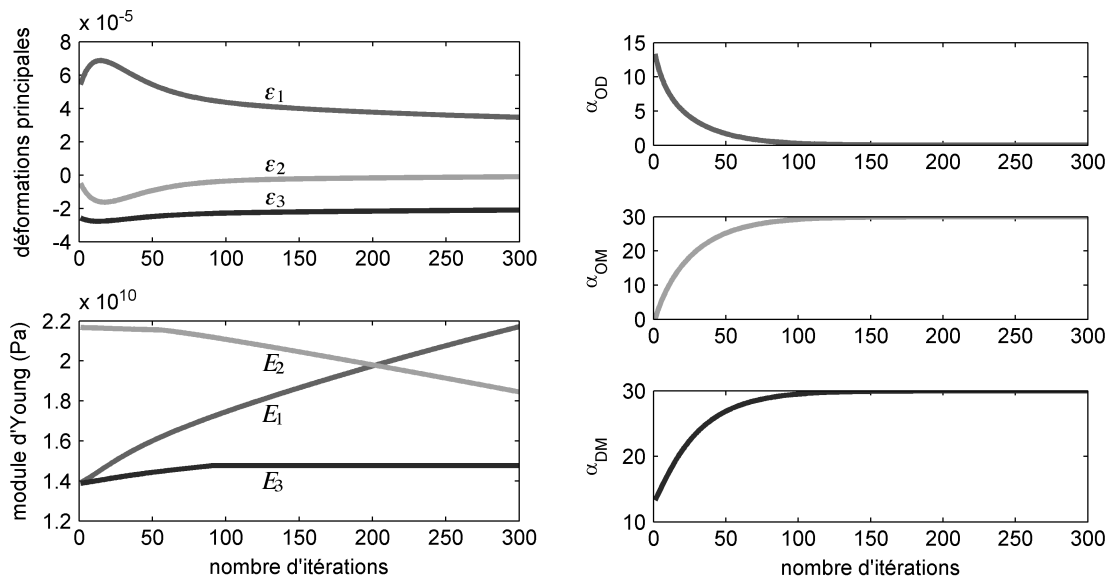 x 10-5
déformations principales
8
6
4
2
0
-2
-4
ε1
ε2
ε3
0 50 100 150 200 250 300
x 1010
module d'Young (Pa)
2.2
2
1.8
1.6
1.4
1.2
E2
E1
E3
0 50 100 150 200 250 300
nombre d'itérations
αOD
15
10
5
0
0 50 100 150 200 250 300
αOM
30
20
10
0
0 50 100 150 200 250 300
αDM
30
20
10
0 50 100 150 200 250 300
nombre d'itérations